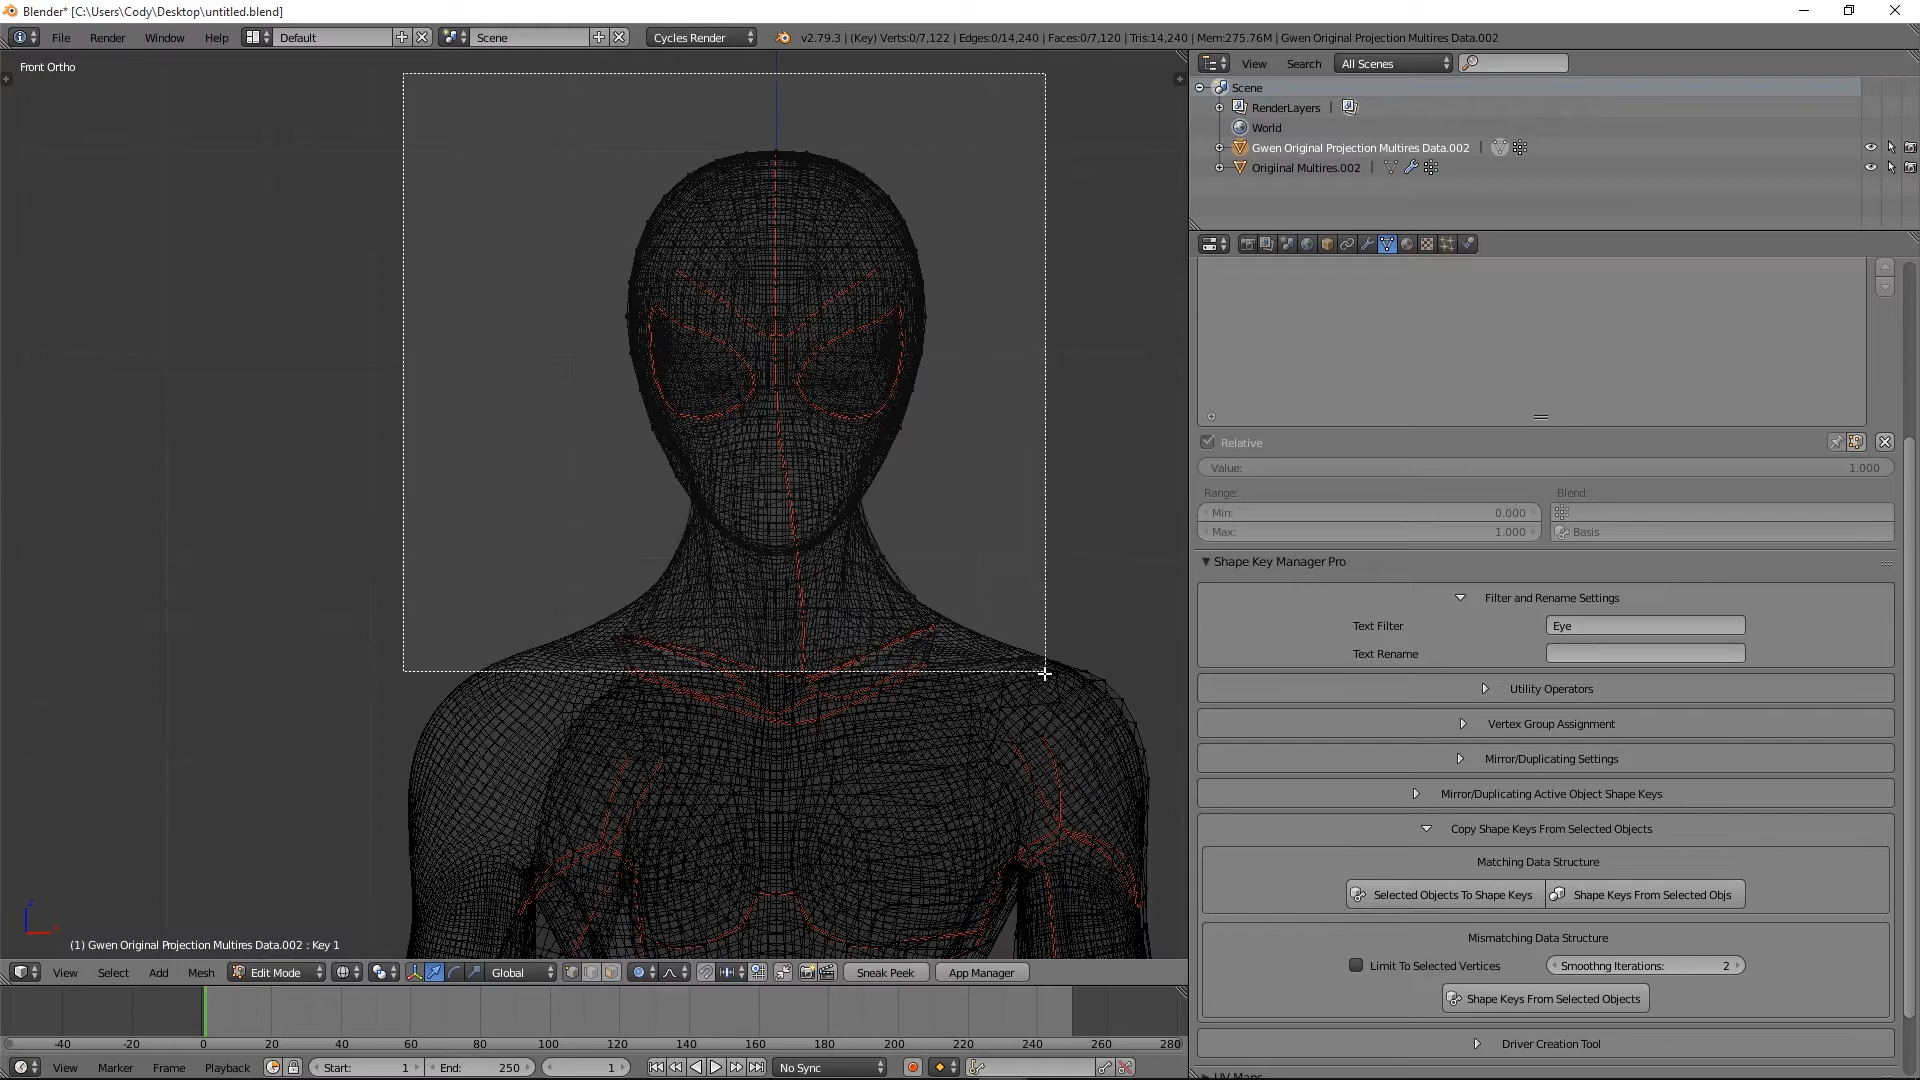 Blender* [C:\Users\Cody\Desktop\untitled.blend]
File Render Window Help Default Scene Cycles Render v2.79.3 | (Key) Verts:0/7,122 | Edges:0/14,240 | Faces:0/7,120 | Tris:14,240 | Mem:275.76M | Gwen Original Projection Multires Data.002
Front Ortho
View Search All Scenes
Scene
RenderLayers |
World
Gwen Original Projection Multires Data.002 |
Origiinal Multires.002 |
Relative
Value: 1.000
Range: Blend:
Min: 0.000
Max: 1.000 Basis
Shape Key Manager Pro
Filter and Rename Settings
Text Filter Eye
Text Rename
Utility Operators
Vertex Group Assignment
Mirror/Duplicating Settings
Mirror/Duplicating Active Object Shape Keys
Copy Shape Keys From Selected Objects
Matching Data Structure
Selected Objects To Shape Keys Shape Keys From Selected Objs
Mismatching Data Structure
Limit To Selected Vertices Smoothng Iterations: 2
Shape Keys From Selected Objects
Driver Creation Tool
UV Maps
(1) Gwen Original Projection Multires Data.002 : Key 1
View Select Add Mesh Edit Mode Global Sneak Peek App Manager
-40 -20 0 20 40 60 80 100 120 140 160 180 200 220 240 260 280
View Marker Frame Playback Start: 1 End: 250 1 No Sync